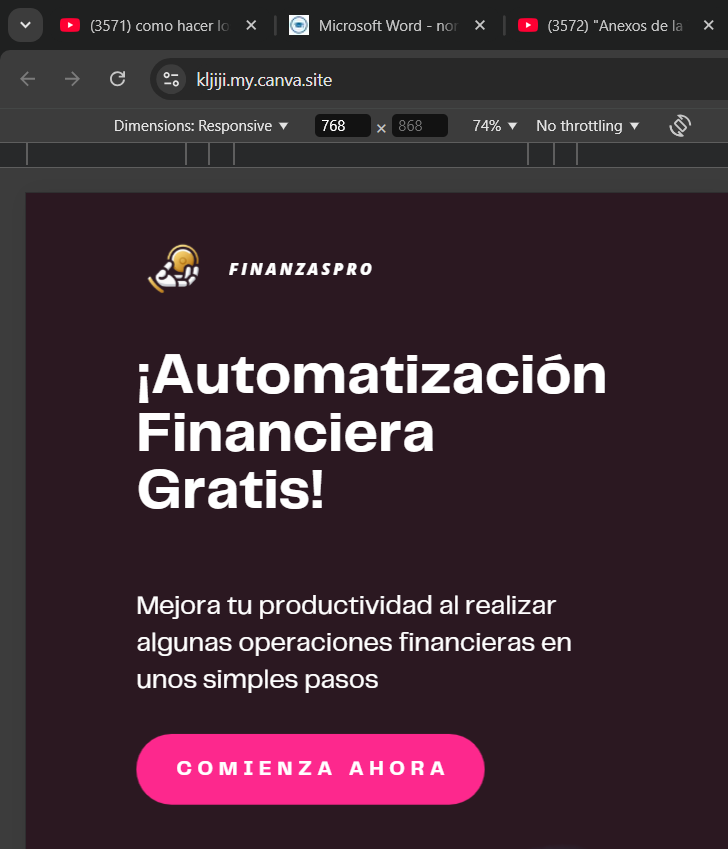 (3571) como hacer lo
Microsoft Word - nor
(3572) "Anexos de la
kljiji.my.canva.site
Dimensions: Responsive 768 × 868 74% No throttling
FINANZASPRO
¡Automatización
Financiera
Gratis!
Mejora tu productividad al realizar
algunas operaciones financieras en
unos simples pasos
COMIENZA AHORA